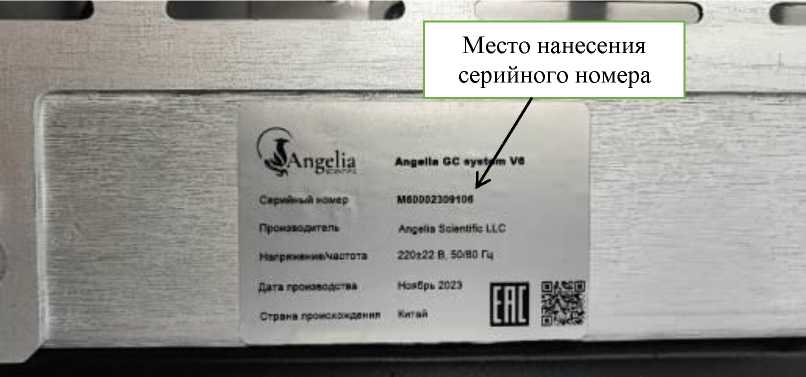 Место нанесения
серийного номера
Angelia
SCIENTIFIC
Angelia GC system V6
Серийный номер M60002309106
Производитель Angelia Scientific LLC
Напряжение/частота 220±22 В, 50/60 Гц
Дата производства Ноябрь 2023
Страна происхождения Китай
EAC